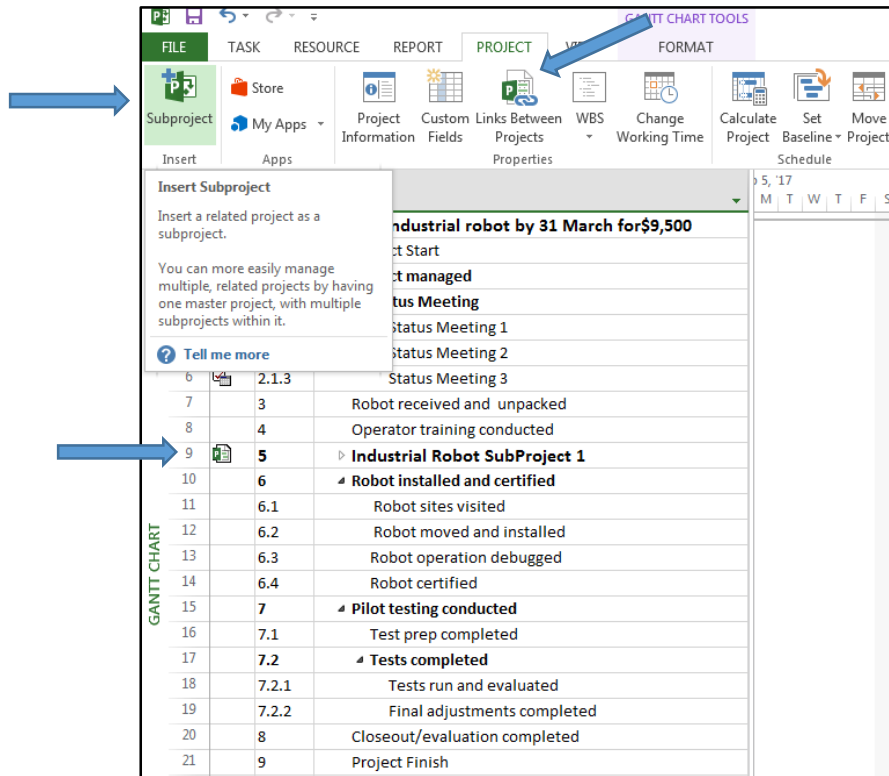 GANTT CHART TOOLS
FILE TASK RESOURCE REPORT PROJECT FORMAT
Subproject
Store
My Apps
Project Information
Custom Fields
Links Between Projects
WBS
Change Working Time
Calculate Project
Set Baseline
Move Project
Insert Apps Properties Schedule
5, '17
M T W T F S
Insert Subproject
Insert a related project as a
subproject.
You can more easily manage
multiple, related projects by having
one master project, with multiple
subprojects within it.
Tell me more
ndustrial robot by 31 March for$9,500
ct Start
ct managed
tus Meeting
Status Meeting 1
Status Meeting 2
6 2.1.3 Status Meeting 3
7 3 Robot received and unpacked
8 4 Operator training conducted
9 5 Industrial Robot SubProject 1
10 6 Robot installed and certified
11 6.1 Robot sites visited
12 6.2 Robot moved and installed
13 6.3 Robot operation debugged
14 6.4 Robot certified
15 7 Pilot testing conducted
16 7.1 Test prep completed
17 7.2 Tests completed
18 7.2.1 Tests run and evaluated
19 7.2.2 Final adjustments completed
20 8 Closeout/evaluation completed
21 9 Project Finish
GANTT CHART